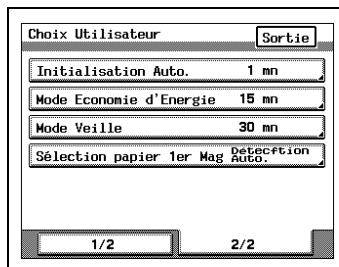 Choix Utilisateur
Sortie
Initialisation Auto. 1 mn
Mode Economie d'Energie 15 mn
Mode Veille 30 mn
Sélection papier 1er Mag Détecftion Auto.
1/2 2/2